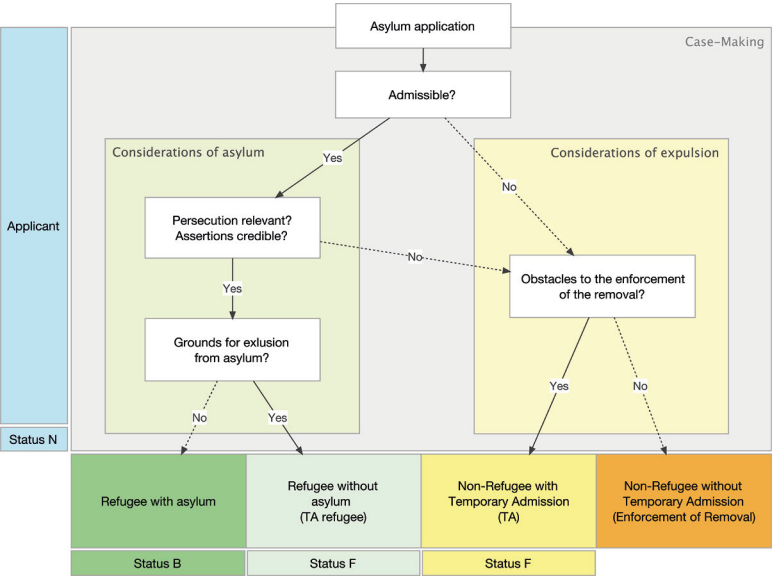 Asylum application
Case-Making
Admissible?
Considerations of asylum
Considerations of expulsion
Yes
No
Applicant
Persecution relevant?
Assertions credible?
No
Obstacles to the enforcement
of the removal?
Yes
Grounds for exlusion
from asylum?
Yes
No
No
Yes
Status N
Refugee with asylum
Refugee without
asylum
(TA refugee)
Non-Refugee with
Temporary Admission
(TA)
Non-Refugee without
Temporary Admission
(Enforcement of Removal)
Status B
Status F
Status F